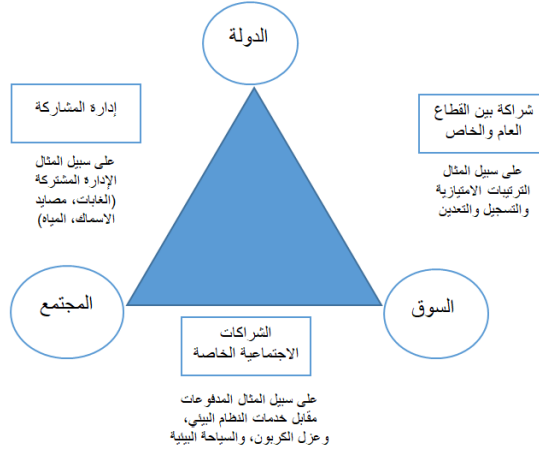 الدولة
شراكة بين القطاع
العام والخاص
على سبيل المثال
الترتيبات الامتيازية
والتسجيل والتعدين
إدارة المشاركة
على سبيل المثال
الإدارة المشتركة
(الغابات، مصايد
الاسماك، المياه)
السوق
المجتمع
الشراكات
الاجتماعية الخاصة
على سبيل المثال المدفوعات
مقابل خدمات النظام البيئي،
وعزل الكربون، والسياحة البيئية